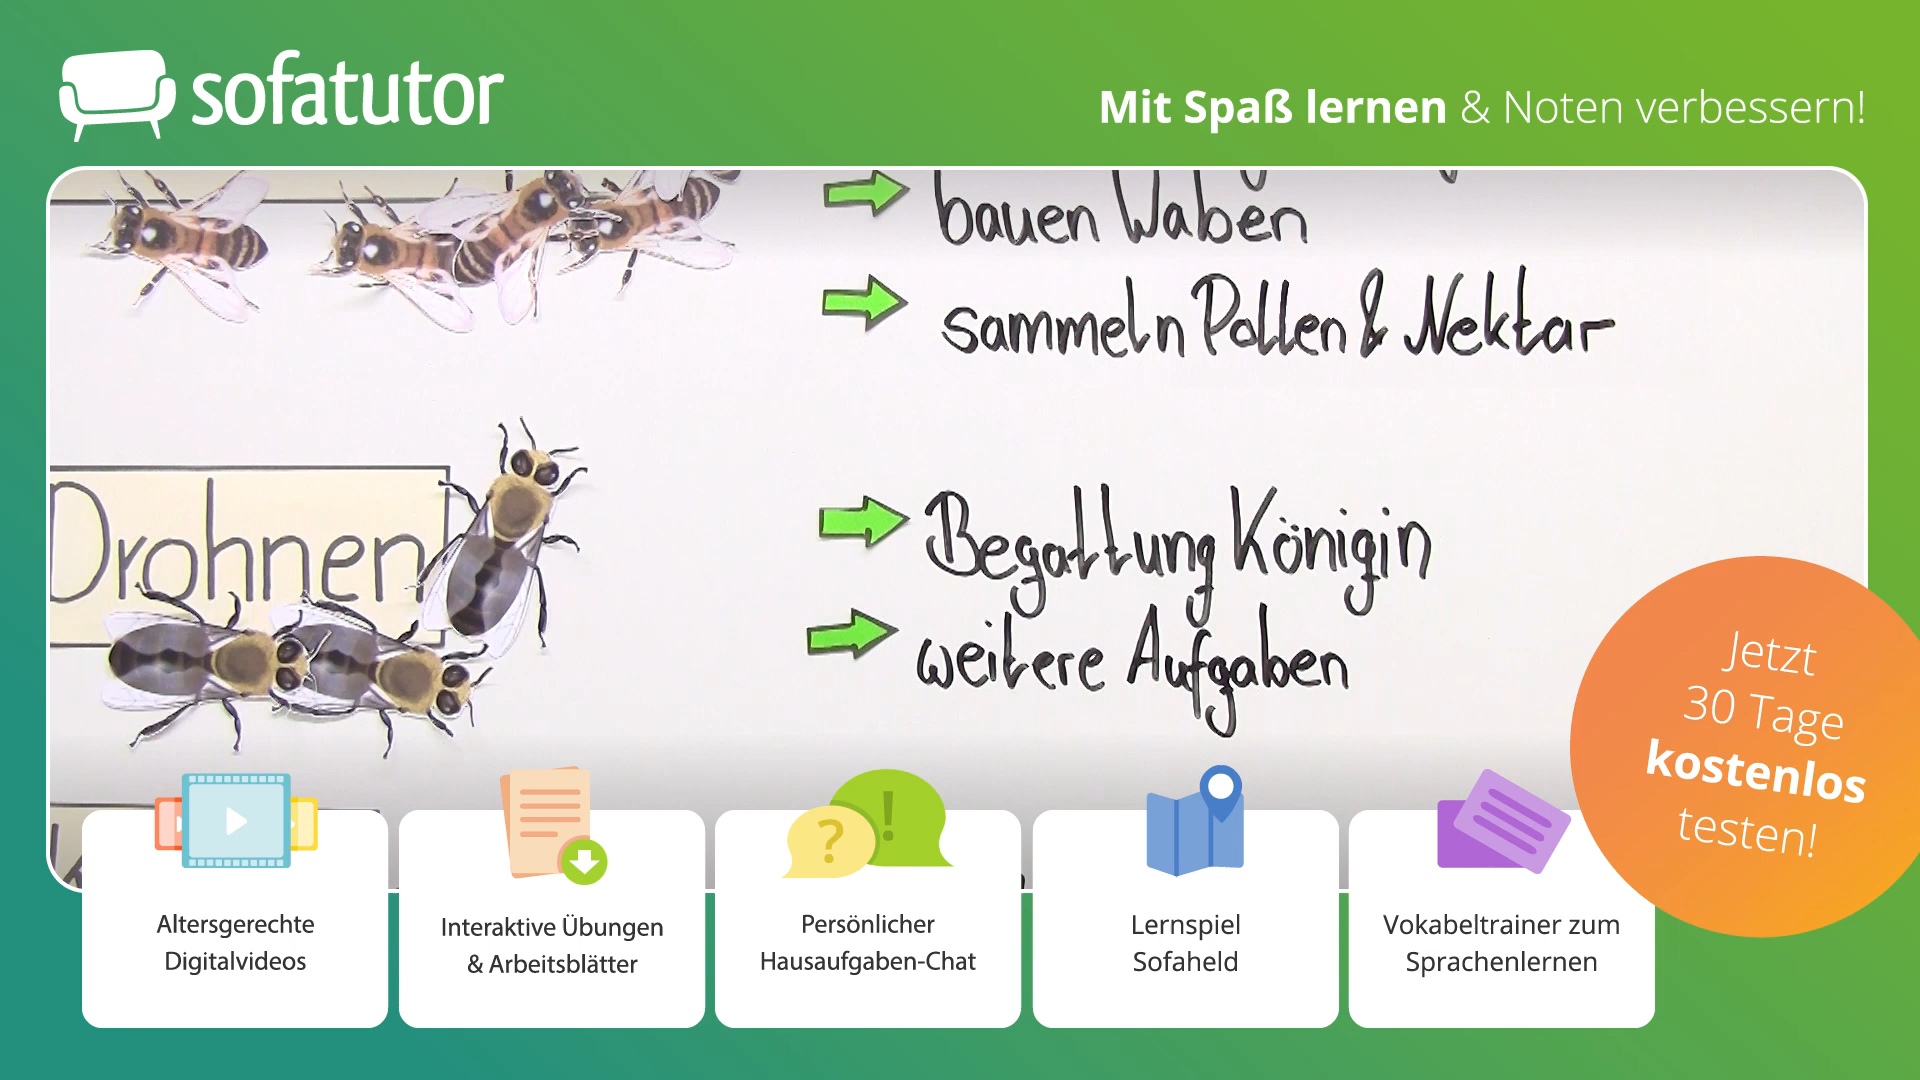 sofatutor
Mit Spaß lernen & Noten verbessern!
bauen Waben
sammeln Pollen & Nektar
Drohnen
Begattung Königin
weitere Aufgaben
Jetzt
30 Tage
kostenlos
testen!
Altersgerechte
Digitalvideos
Interaktive Übungen
& Arbeitsblätter
? !
Persönlicher
Hausaufgaben-Chat
Lernspiel
Sofaheld
Vokabeltrainer zum
Sprachenlernen